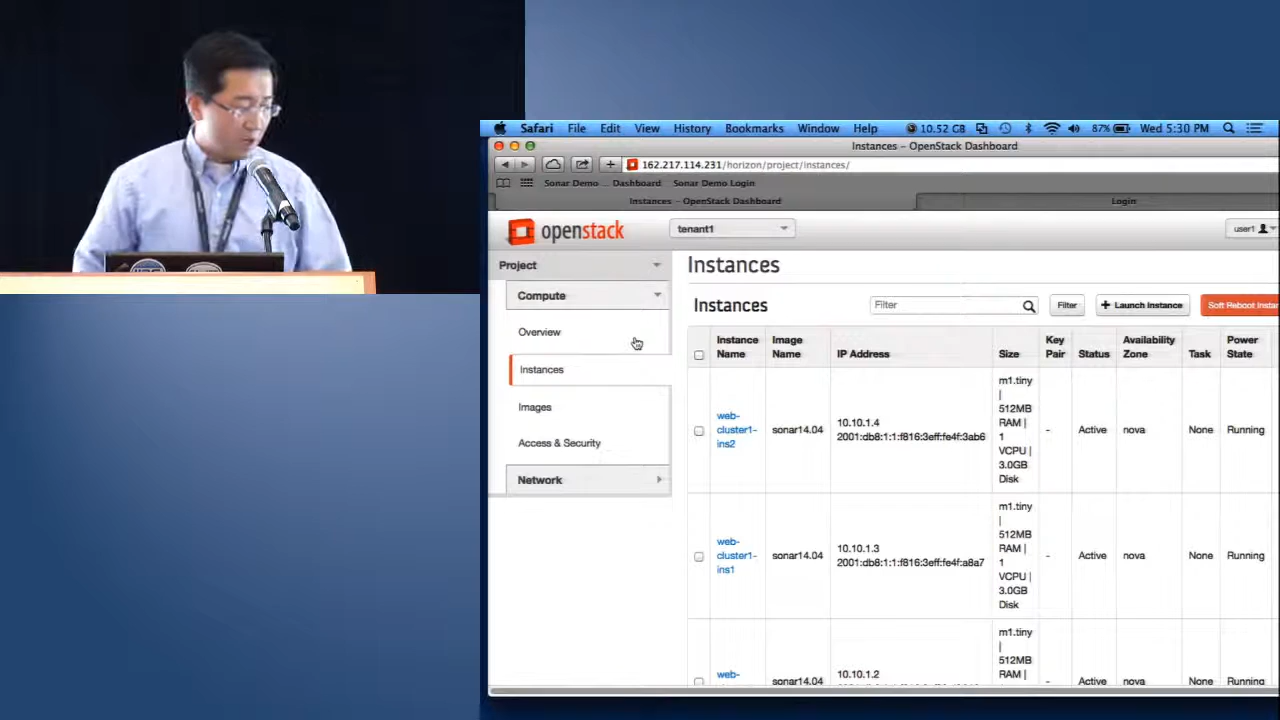 Safari File Edit View History Bookmarks Window Help 10.52 GB 87% Wed 5:30 PM
Instances – OpenStack Dashboard
162.217.114.231/horizon/project/instances/
Sonar Demo ... Dashboard Sonar Demo Login
Instances – OpenStack Dashboard Login
openstack tenant1 user1
Project
Compute
Overview
Instances
Images
Access & Security
Network
Instances
Instances Filter Filter + Launch Instance Soft Reboot Instan
Instance Name Image Name IP Address Size Key Pair Status Availability Zone Task Power State
web-
cluster1-
ins2
sonar14.04
10.10.1.4
2001:db8:1:1:f816:3eff:fe4f:3ab6
m1.tiny
|
512MB
RAM |
1
VCPU |
3.0GB
Disk
- Active nova None Running
web-
cluster1-
ins1
sonar14.04
10.10.1.3
2001:db8:1:1:f816:3eff:fe4f:a8a7
m1.tiny
|
512MB
RAM |
1
VCPU |
3.0GB
Disk
- Active nova None Running
web-
sonar14.04
10.10.1.2
m1.tiny
|
512MB
RAM |
Active nova None Running